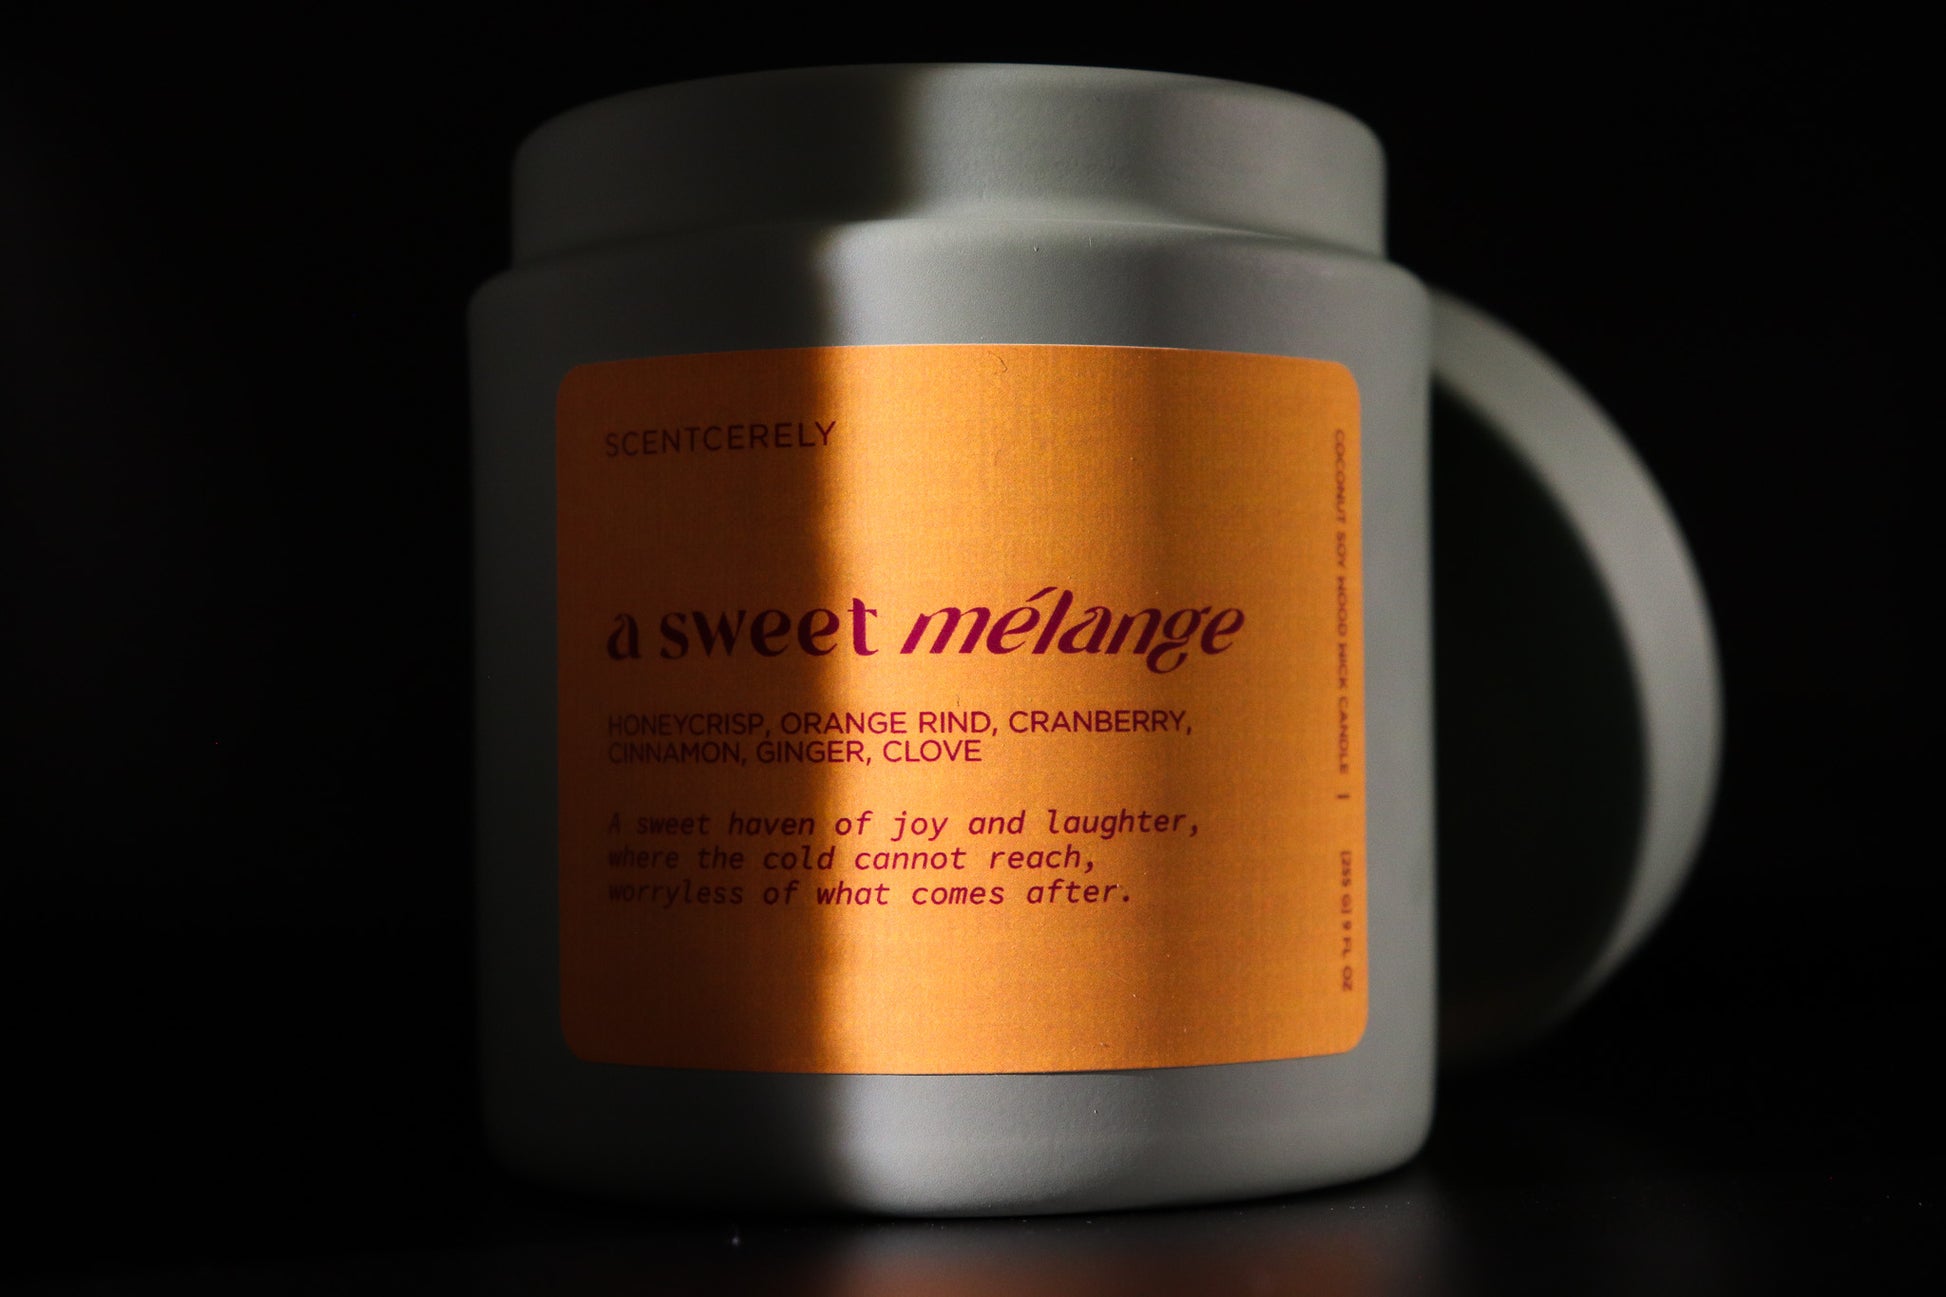 SCENTCERELY
a sweet mélange
HONEYCRISP, ORANGE RIND, CRANBERRY,
CINNAMON, GINGER, CLOVE
A sweet haven of joy and laughter,
where the cold cannot reach,
worryless of what comes after.
COCONUT SOY WOOD WICK CANDLE | (255 G) 9 FL OZ